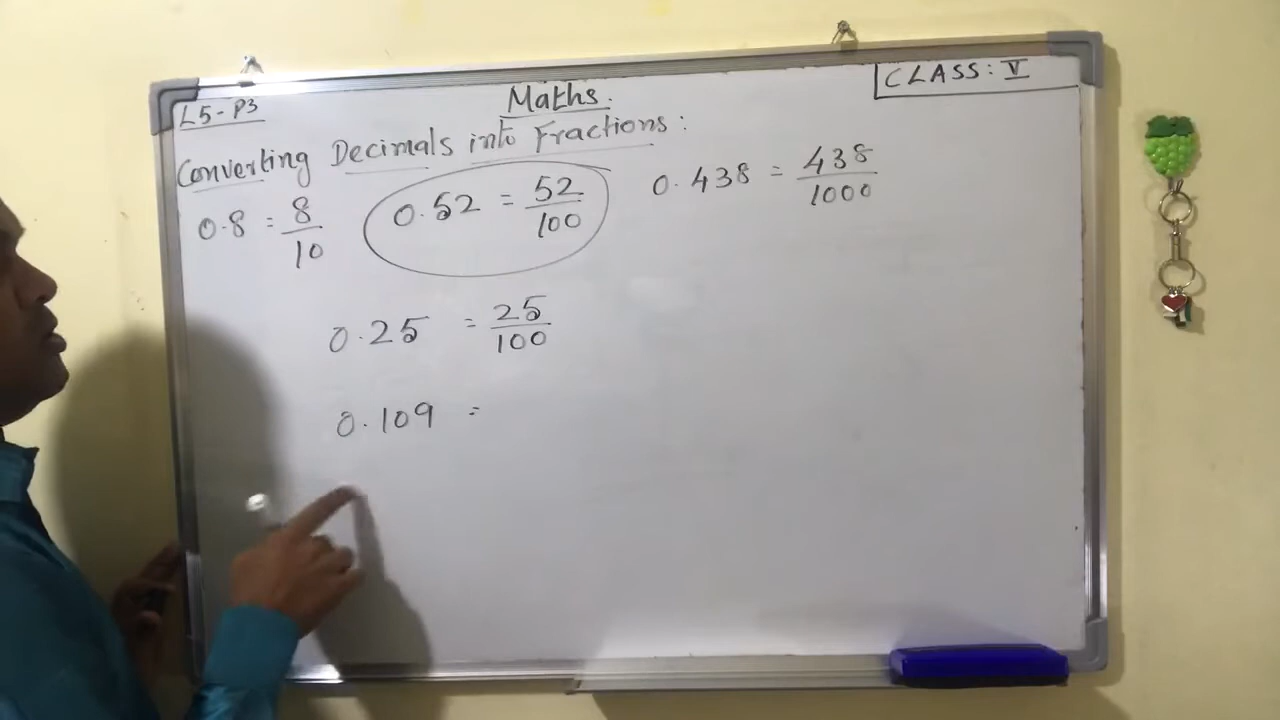 L5-P3
Maths.
CLASS: V
Converting Decimals into Fractions:
0.8 = 8/10
0.52 = 52/100
0.438 = 438/1000
0.25 = 25/100
0.109 =